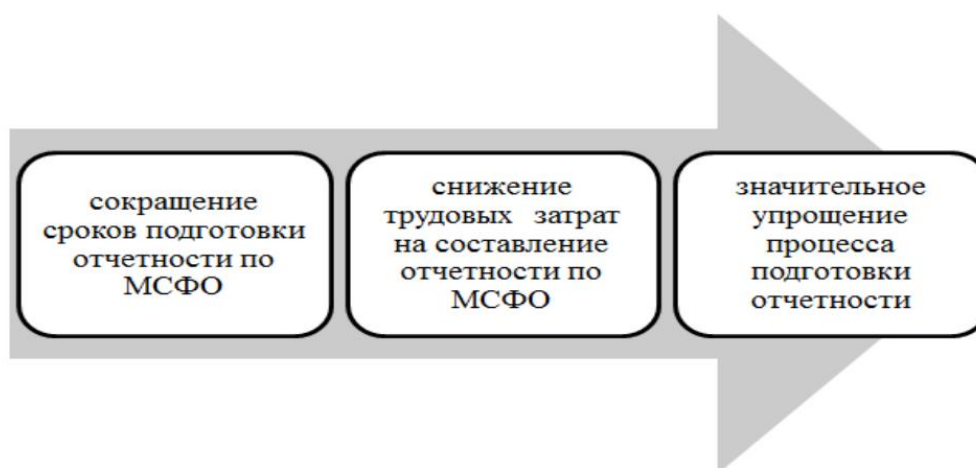 сокращение
сроков подготовки
отчетности по
МСФО
снижение
трудовых затрат
на составление
отчетности по
МСФО
значительное
упрощение
процесса
подготовки
отчетности